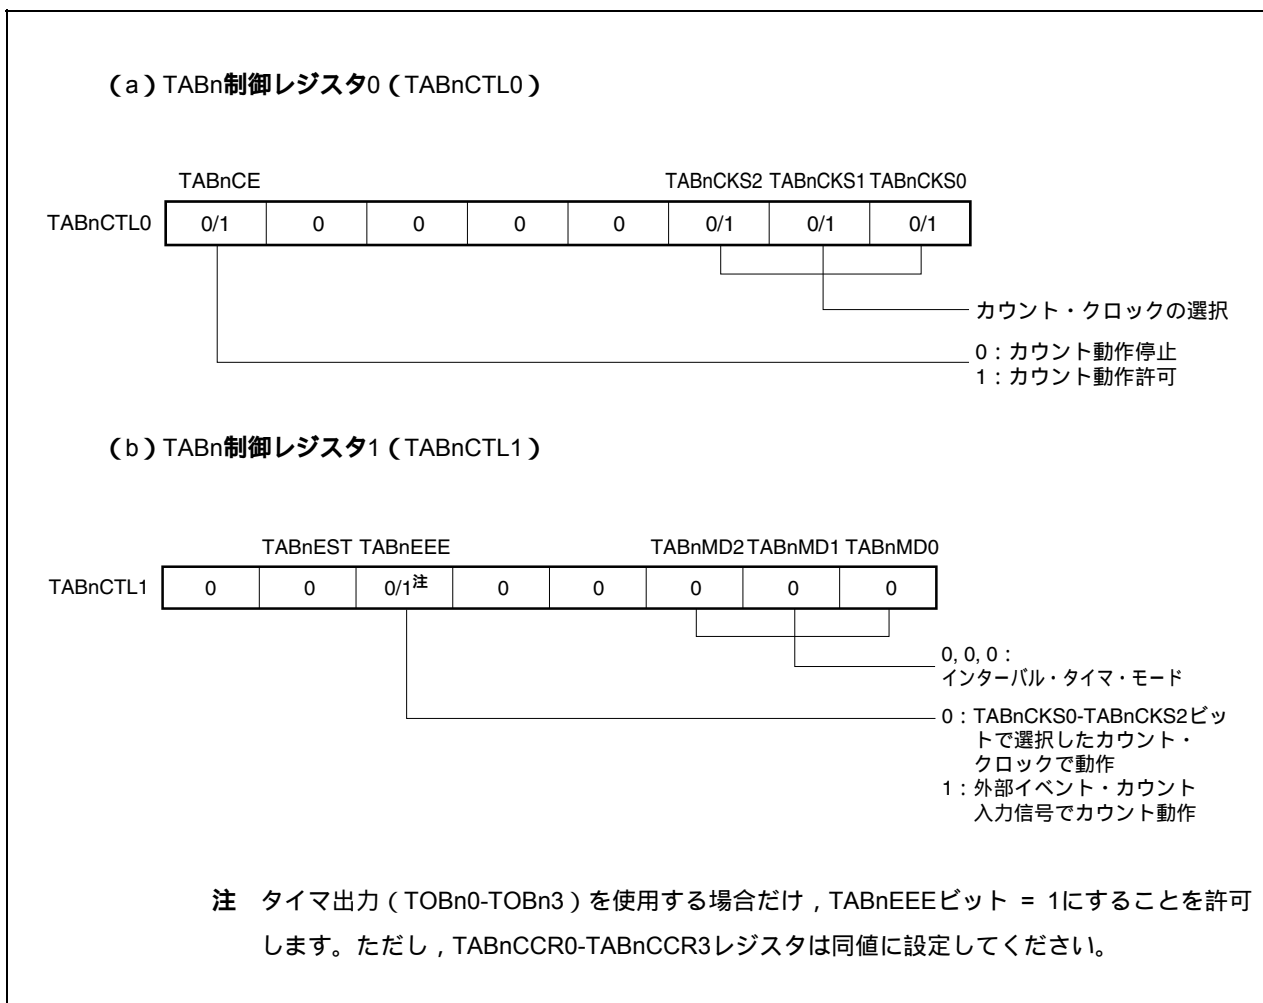 （a）TABn制御レジスタ0（TABnCTL0）
TABnCE TABnCKS2 TABnCKS1 TABnCKS0
TABnCTL0 0/1 0 0 0 0 0/1 0/1 0/1
カウント・クロックの選択
0：カウント動作停止
1：カウント動作許可
（b）TABn制御レジスタ1（TABnCTL1）
TABnEST TABnEEE TABnMD2 TABnMD1 TABnMD0
TABnCTL1 0 0 0/1注 0 0 0 0 0
0, 0, 0：
インターバル・タイマ・モード
0：TABnCKS0-TABnCKS2ビッ
トで選択したカウント・
クロックで動作
1：外部イベント・カウント
入力信号でカウント動作
注 タイマ出力（TOBn0-TOBn3）を使用する場合だけ，TABnEEEビット = 1にすることを許可
します。ただし，TABnCCR0-TABnCCR3レジスタは同値に設定してください。